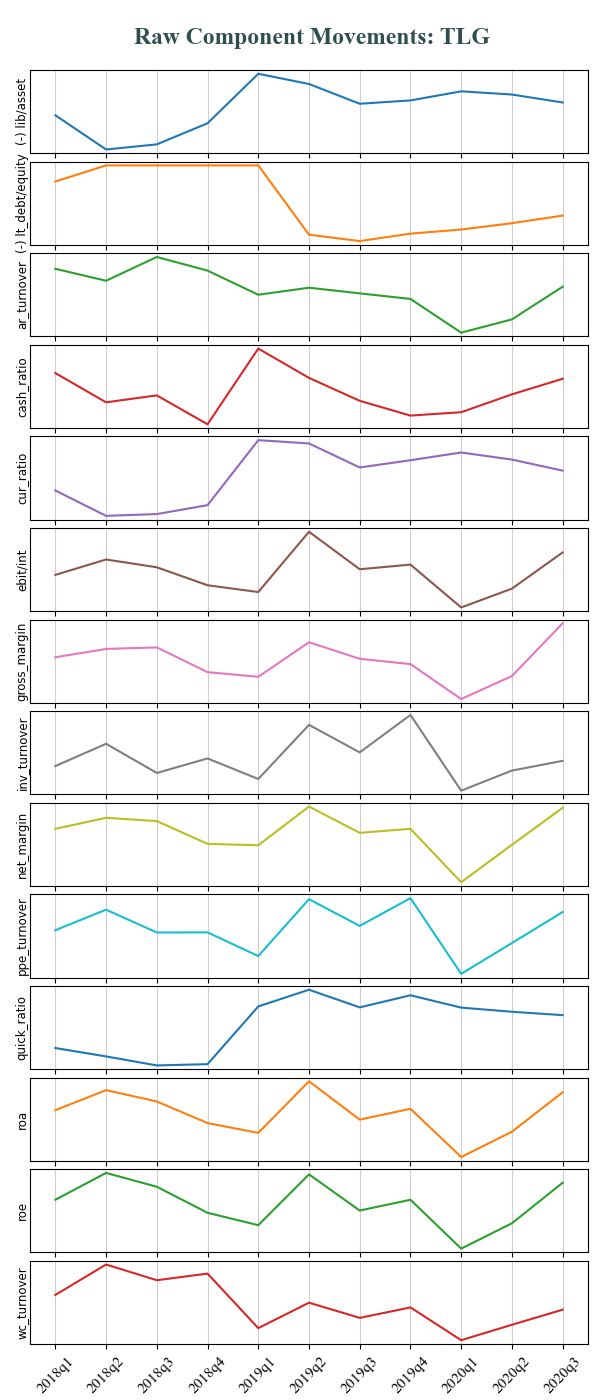 Raw Component Movements: TLG
(-) lib/asset
(-) lt_debt/equity
ar_turnover
cash_ratio
cur_ratio
ebit/int
gross_margin
inv_turnover
net_margin
ppe_turnover
quick_ratio
roa
roe
wc_turnover
2018q1 2018q2 2018q3 2018q4 2019q1 2019q2 2019q3 2019q4 2020q1 2020q2 2020q3